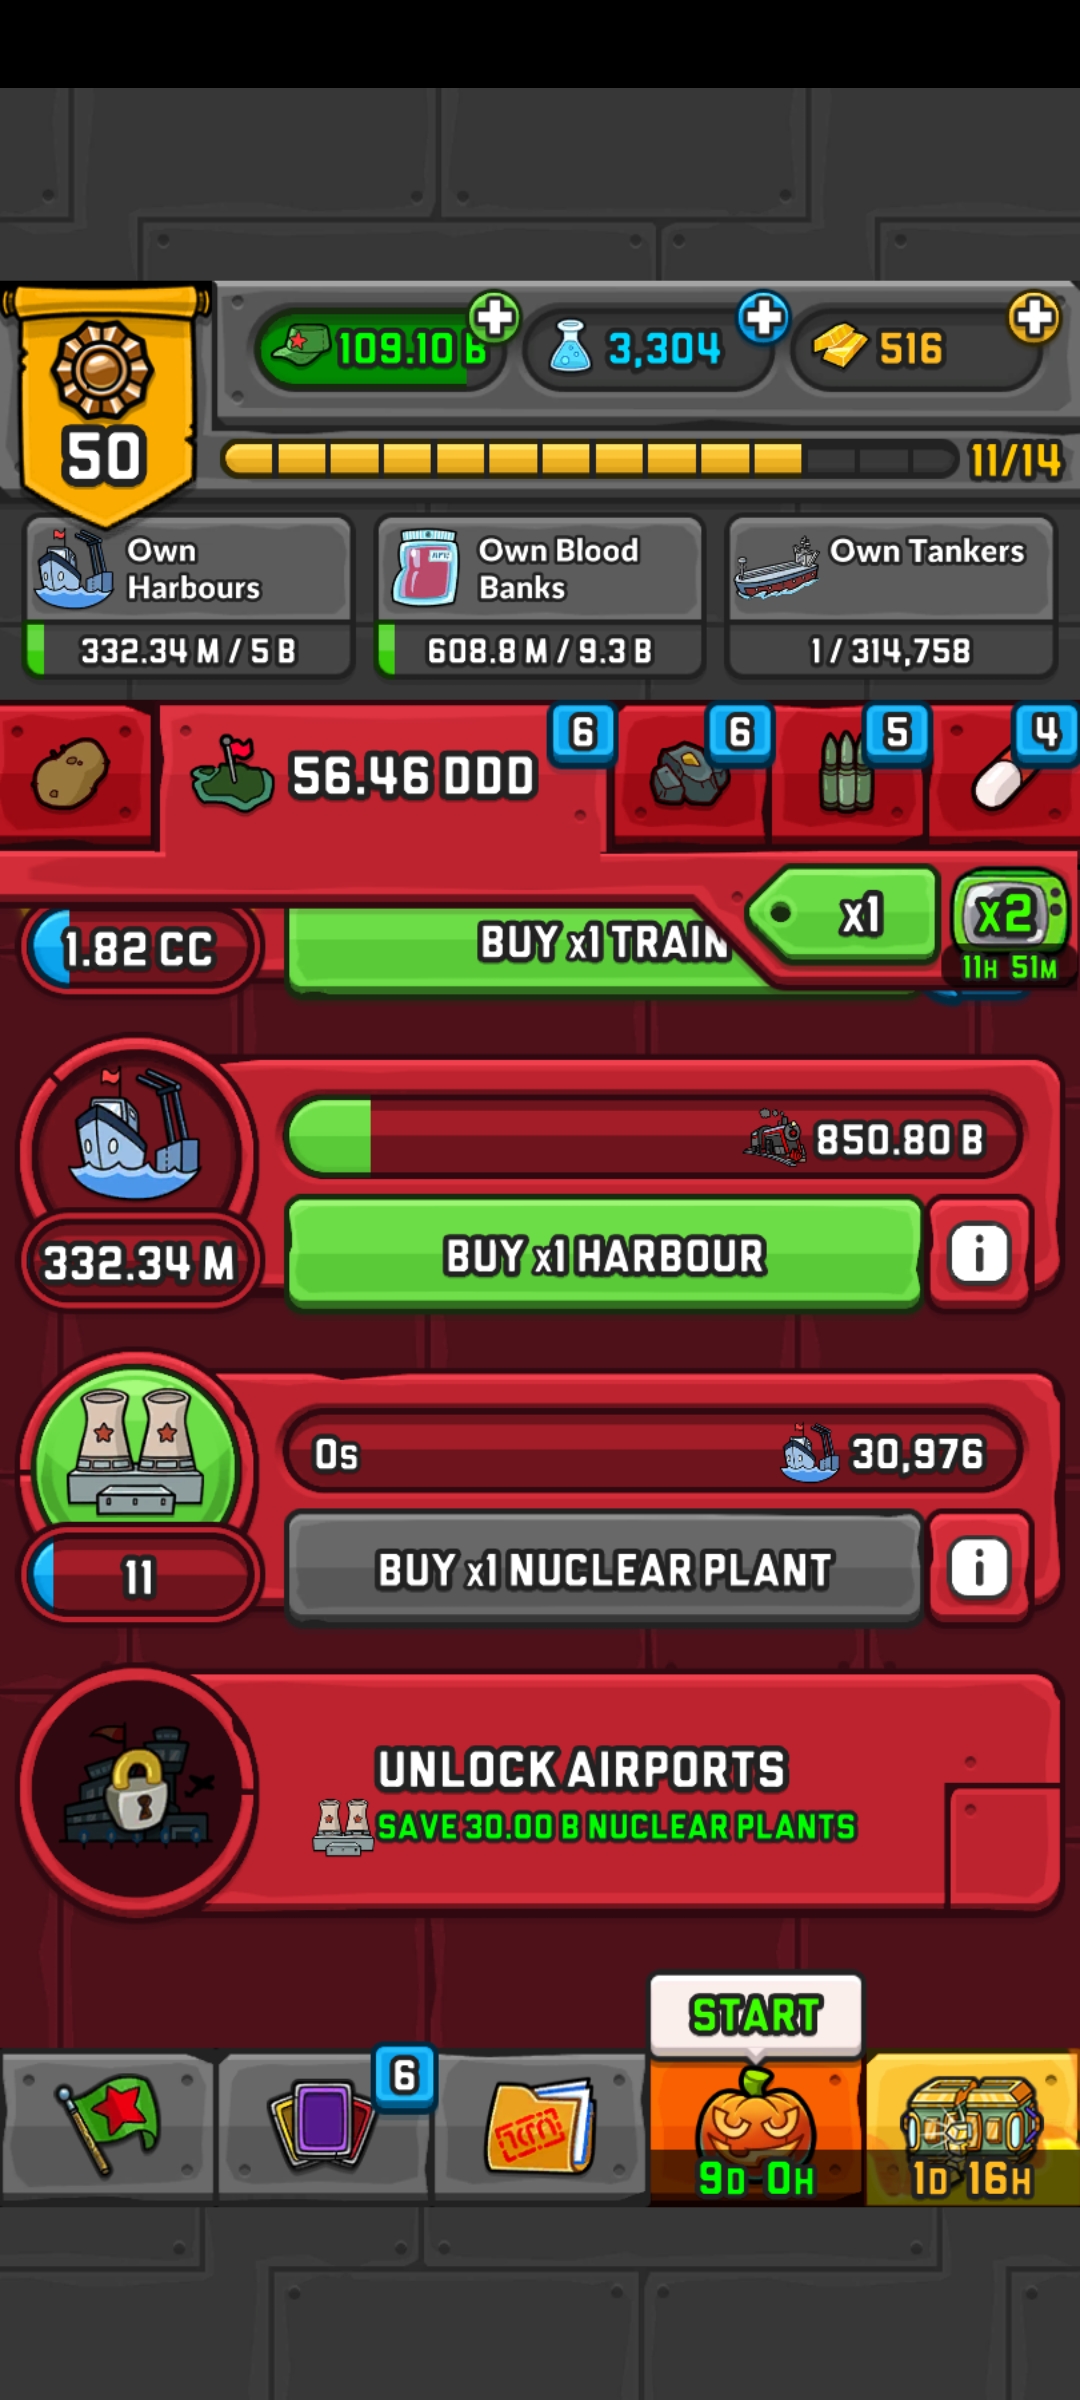 109.10 B
3,304
516
50
11/14
Own Harbours
332.34 M / 5 B
Own Blood Banks
608.8 M / 9.3 B
Own Tankers
1 / 314,758
56.46 DDD
6
6
5
4
x1
x2
11H 51M
1.82 CC
BUY x1 TRAIN
850.80 B
332.34 M
BUY x1 HARBOUR
i
0s
30,976
11
BUY x1 NUCLEAR PLANT
i
UNLOCK AIRPORTS
SAVE 30.00 B NUCLEAR PLANTS
START
6
9D 0H
1D 16H